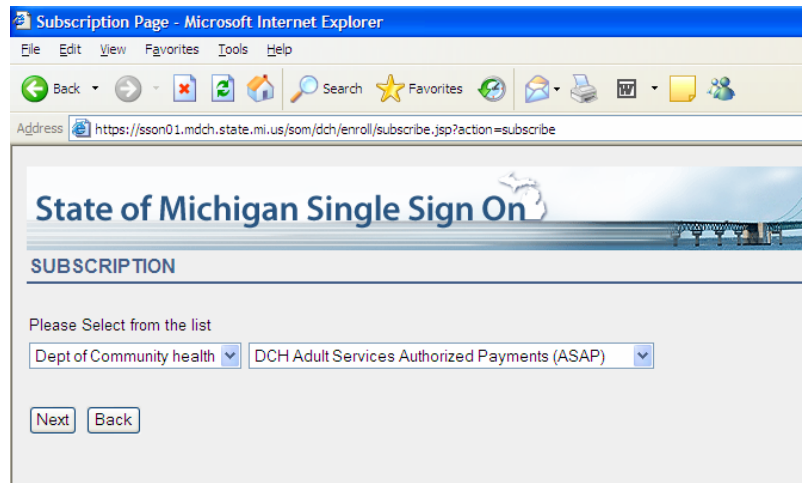 Subscription Page - Microsoft Internet Explorer
File Edit View Favorites Tools Help
Back Search Favorites W
Address https://sson01.mdch.state.mi.us/som/dch/enroll/subscribe.jsp?action=subscribe
State of Michigan Single Sign On
SUBSCRIPTION
Please Select from the list
Dept of Community health DCH Adult Services Authorized Payments (ASAP)
Next Back